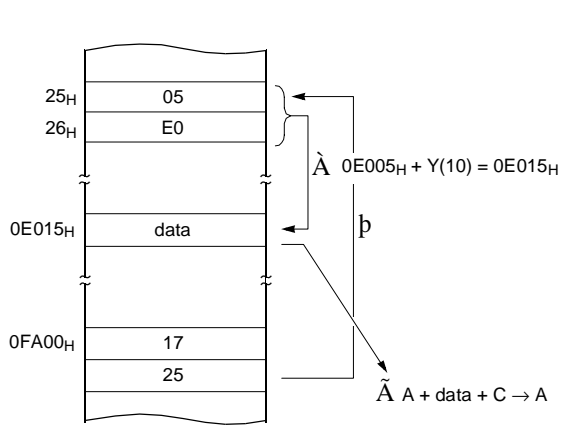 25H 05
26H E0
À 0E005H + Y(10) = 0E015H
0E015H data
þ
0FA00H 17
25
Ã A + data + C → A